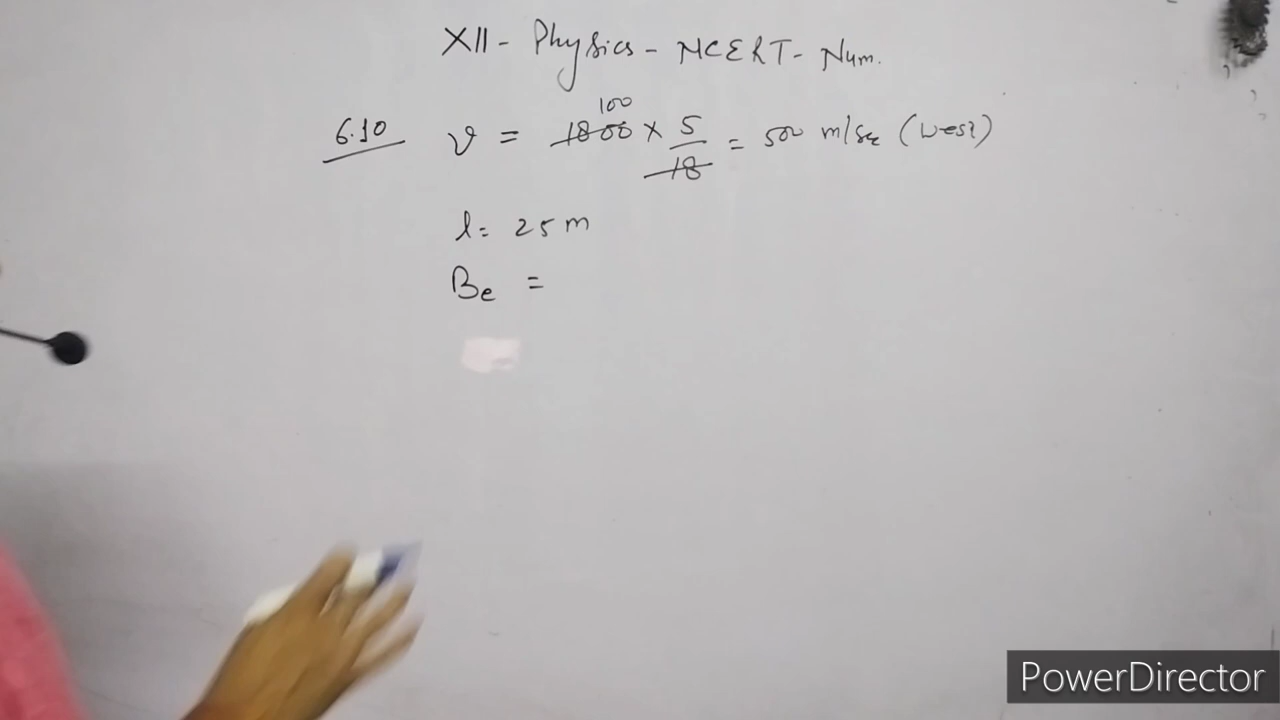 XII - Physics - NCERT - Num.
100
6.10 v = 1800 × 5/18 = 500 m/sec (West)
l = 25 m
Be =
PowerDirector